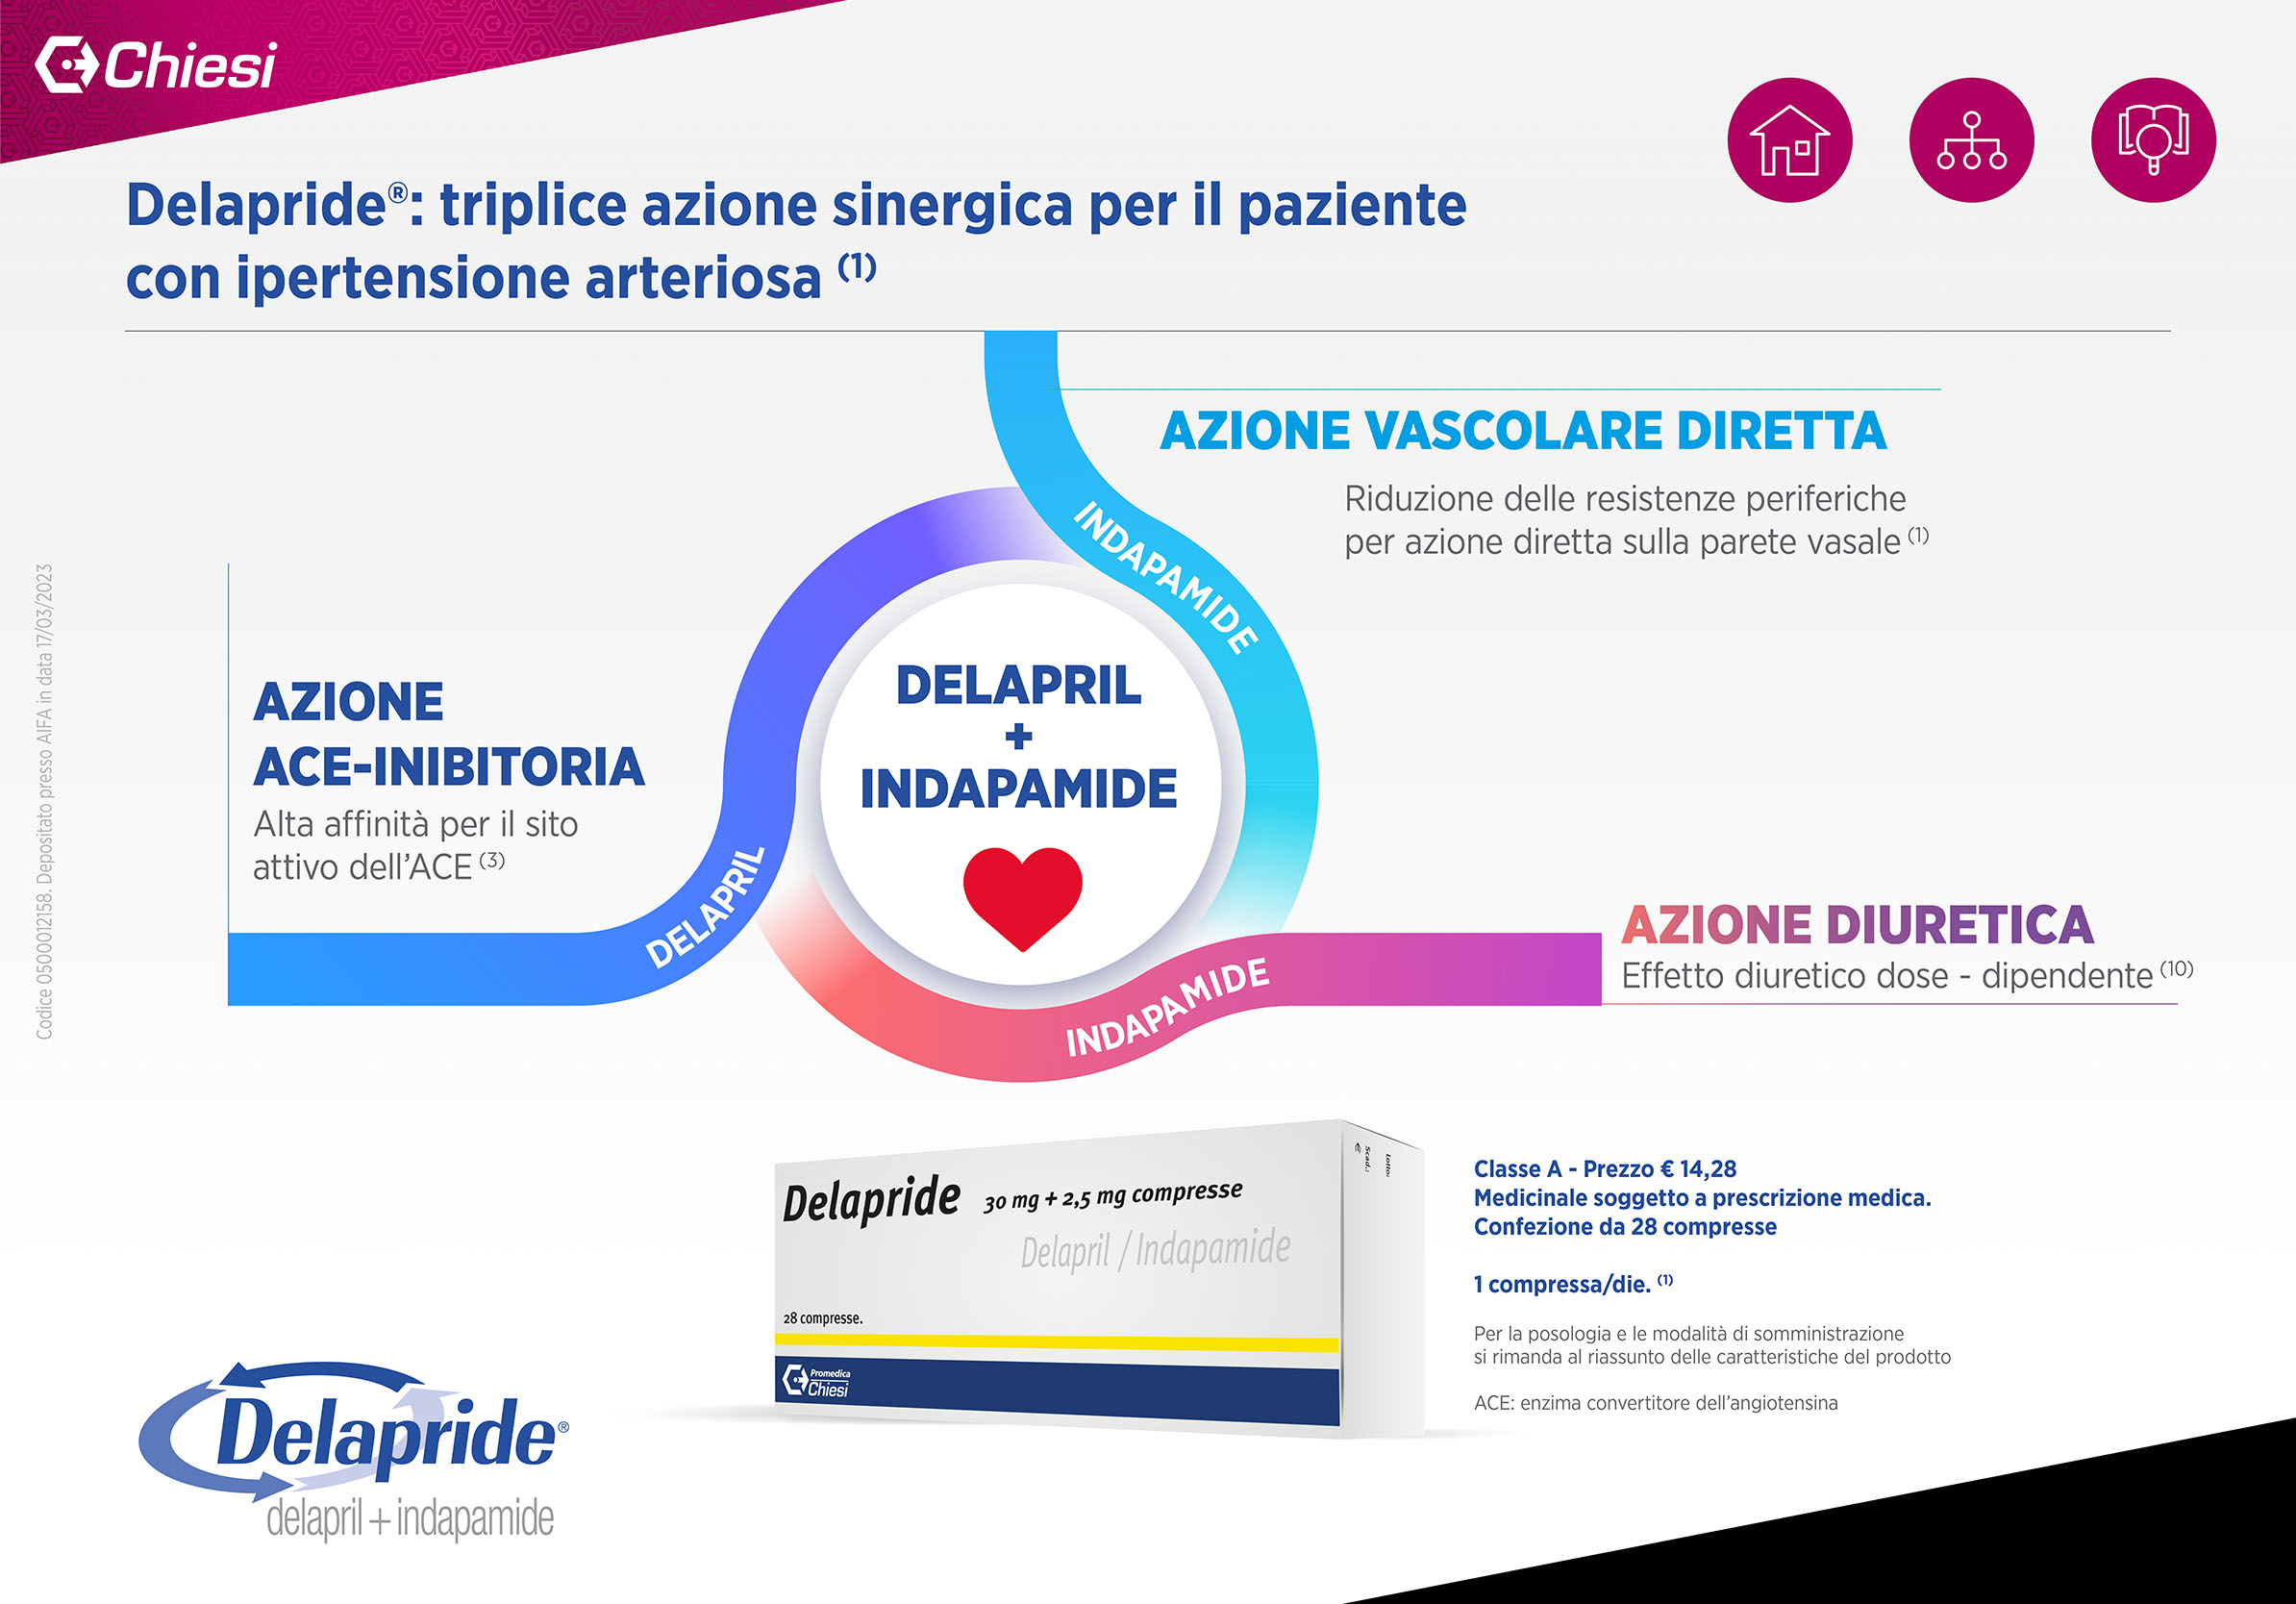 Chiesi
Delapride®: triplice azione sinergica per il paziente
con ipertensione arteriosa (1)
AZIONE VASCOLARE DIRETTA
Riduzione delle resistenze periferiche
per azione diretta sulla parete vasale (1)
INDAPAMIDE
AZIONE
ACE-INIBITORIA
Alta affinità per il sito
attivo dell'ACE (3)
DELAPRIL
DELAPRIL
+
INDAPAMIDE
AZIONE DIURETICA
Effetto diuretico dose - dipendente (10)
INDAPAMIDE
Codice 0500012158. Depositato presso AIFA in data 17/03/2023
Delapride 30 mg + 2,5 mg compresse
Delapril / Indapamide
28 compresse.
Promedica
Chiesi
Scad.:
Lotto:
Classe A - Prezzo € 14,28
Medicinale soggetto a prescrizione medica.
Confezione da 28 compresse
1 compressa/die. (1)
Per la posologia e le modalità di somministrazione
si rimanda al riassunto delle caratteristiche del prodotto
ACE: enzima convertitore dell'angiotensina
Delapride®
delapril + indapamide